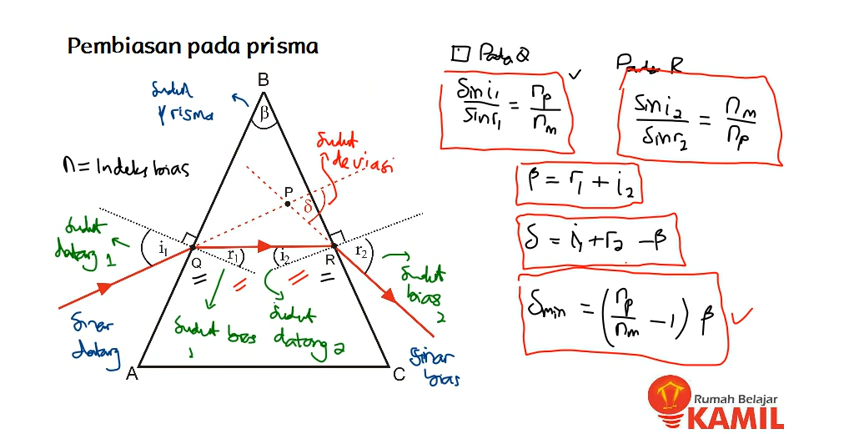 Pembiasan pada prisma
□ Pada Q
Pada R
sin i₁ / sin r₁ = nₚ / nₘ
sin i₂ / sin r₂ = nₘ / nₚ
B
β
sudut
prisma
sudut
deviasi
n = Indeks bias
P
δ
β = r₁ + i₂
δ = i₁ + r₂ - β
δmin = (nₚ / nₘ - 1) β
sudut
datang 1
i₁
Q
r₁
i₂
R
r₂
sudut
bias
2
sinar
datang
sudut bias
1
sudut
datang 2
sinar
bias
A
C
Rumah Belajar
KAMIL